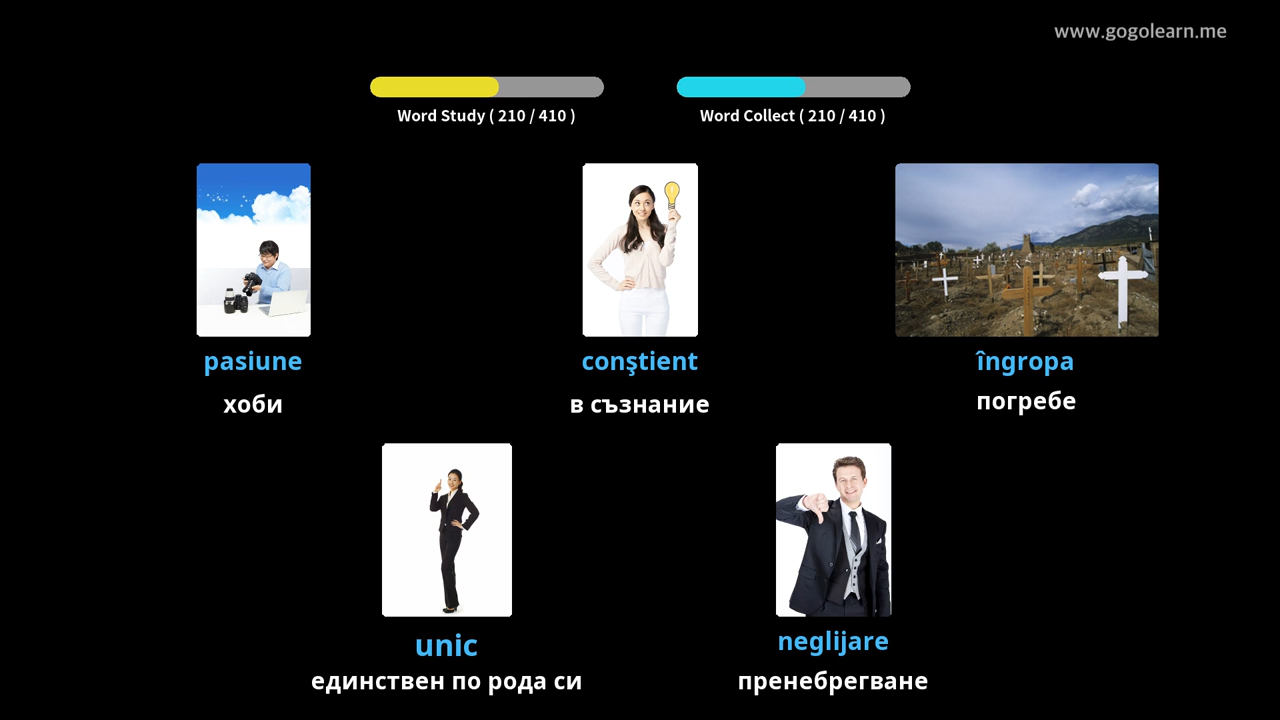 www.gogolearn.me
Word Study ( 210 / 410 )
Word Collect ( 210 / 410 )
pasiune
conştient
îngropa
хоби
в съзнание
погребе
unic
neglijare
единствен по рода си
пренебрегване